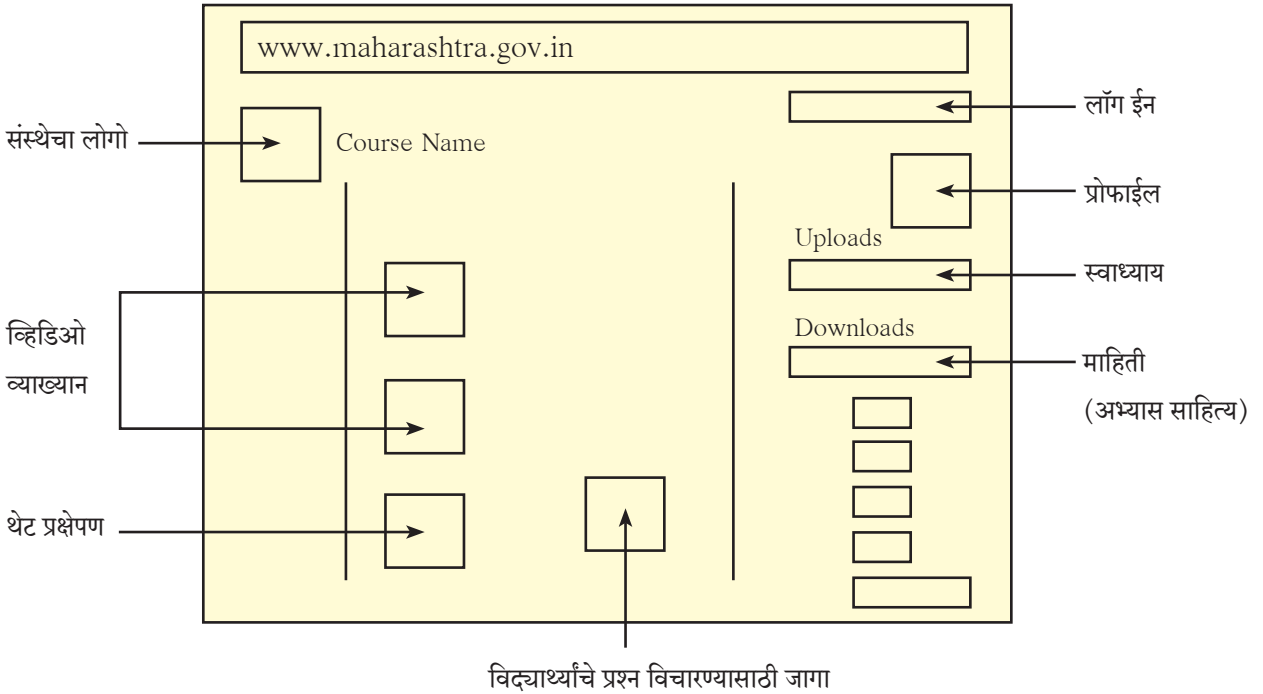 www.maharashtra.gov.in
लॉग ईन
संस्थेचा लोगो
Course Name
प्रोफाईल
Uploads
स्वाध्याय
व्हिडिओ
व्याख्यान
Downloads
माहिती
(अभ्यास साहित्य)
थेट प्रक्षेपण
विद्यार्थ्यांचे प्रश्न विचारण्यासाठी जागा